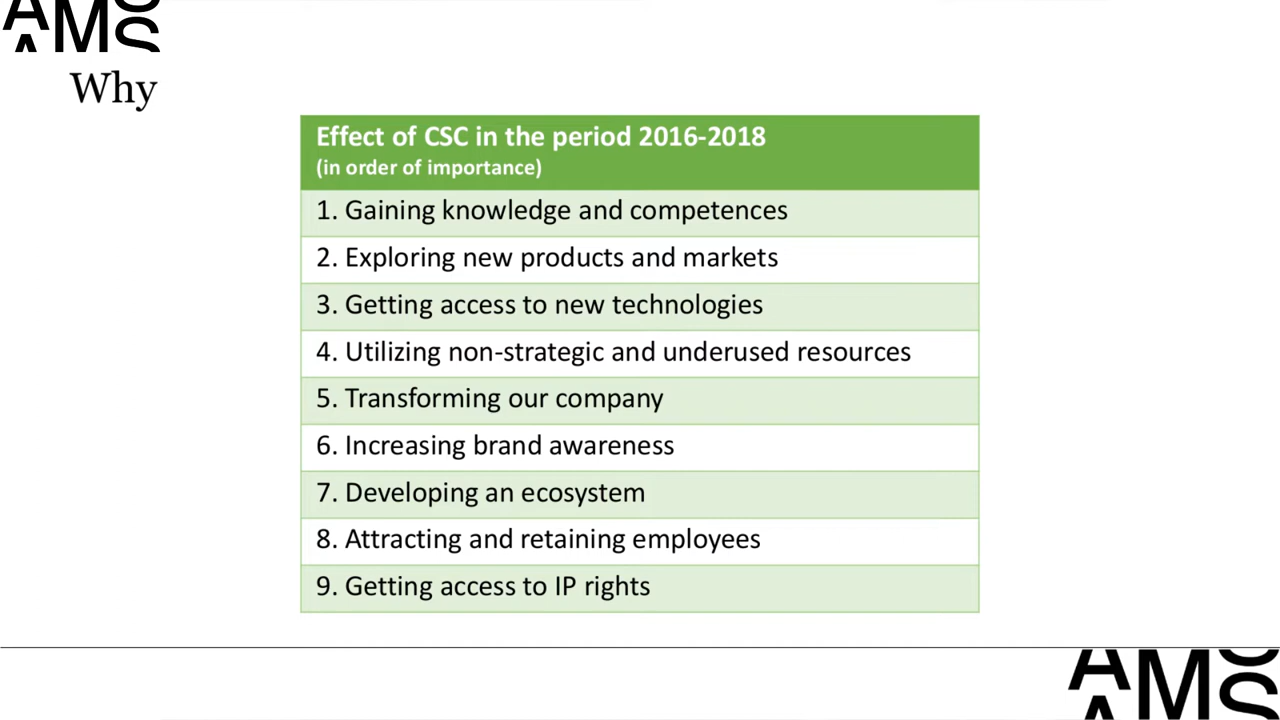 AMS
Why
Effect of CSC in the period 2016-2018
(in order of importance)
1. Gaining knowledge and competences
2. Exploring new products and markets
3. Getting access to new technologies
4. Utilizing non-strategic and underused resources
5. Transforming our company
6. Increasing brand awareness
7. Developing an ecosystem
8. Attracting and retaining employees
9. Getting access to IP rights
AMS